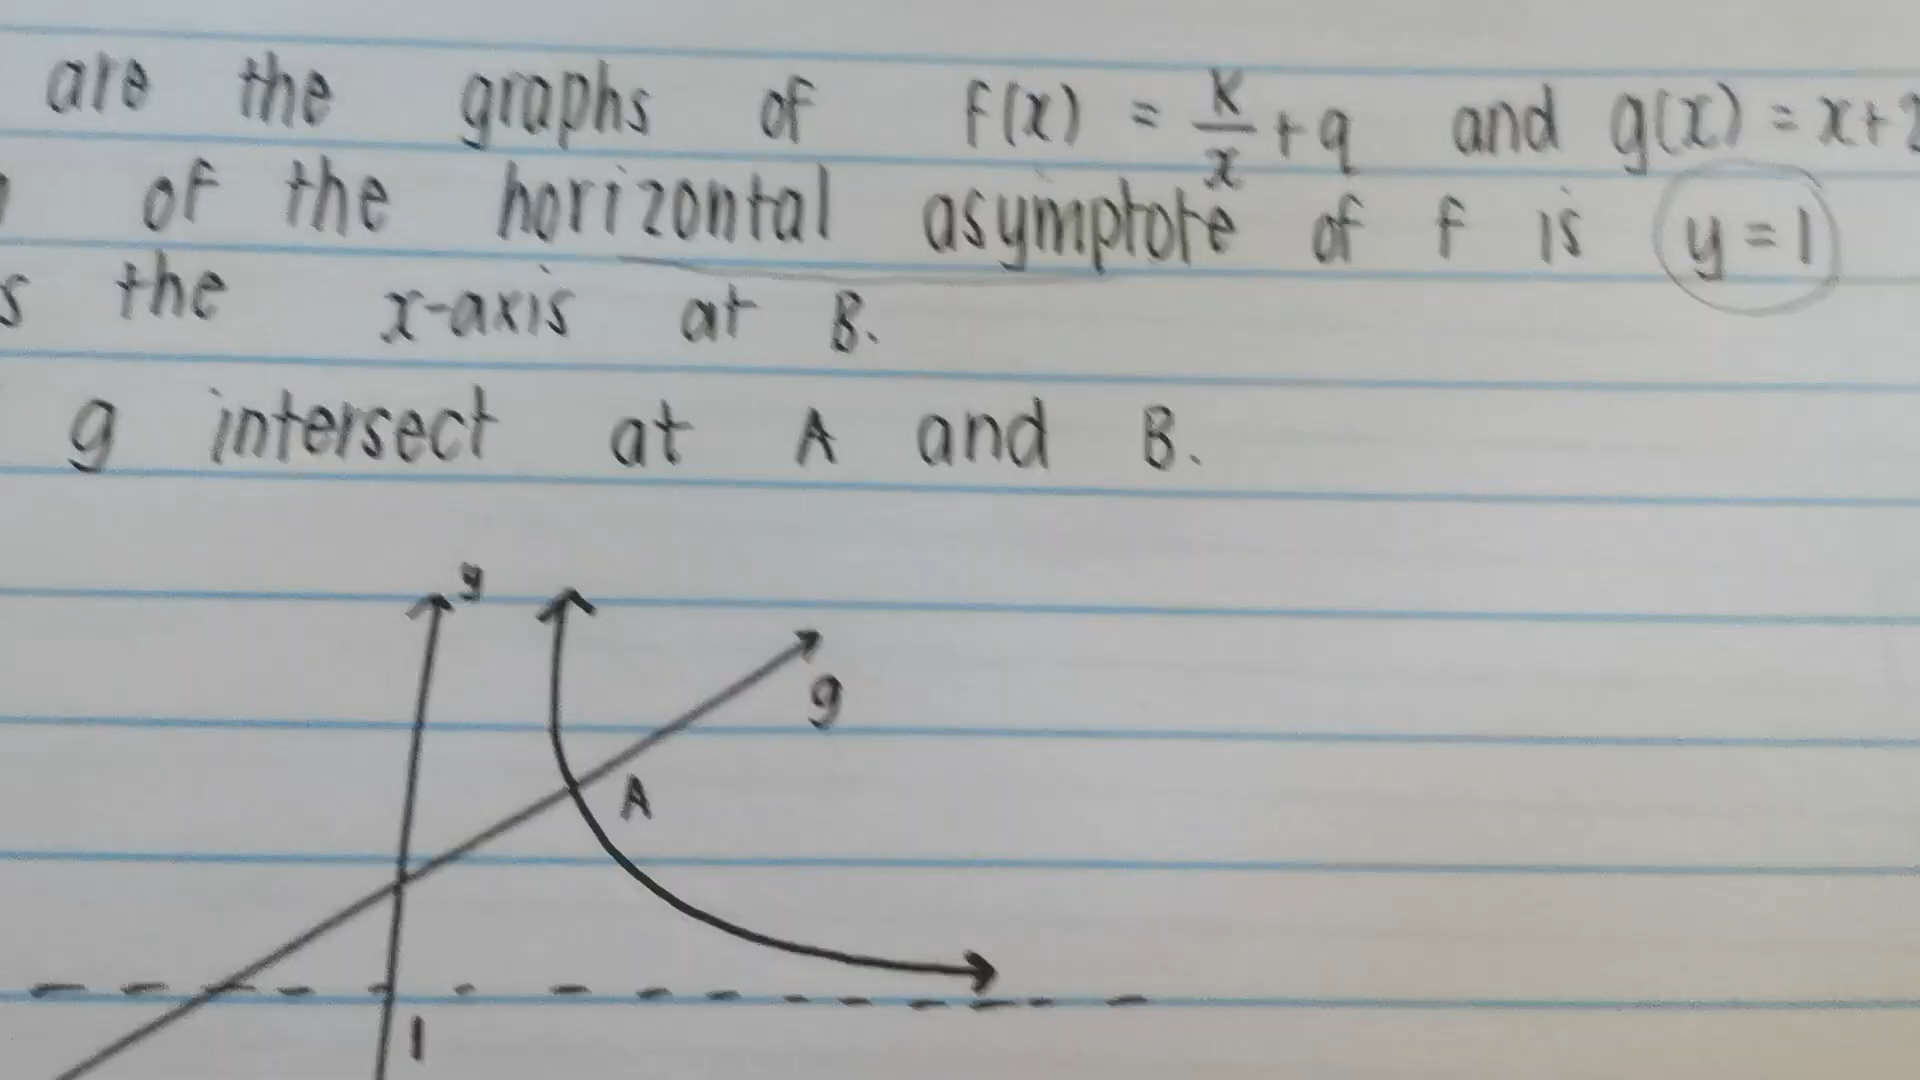 are the graphs of f(x) = k/x + q and g(x) = x+2
of the horizontal asymptote of f is y = 1
s the x-axis at B.
g intersect at A and B.
y
g
A
1